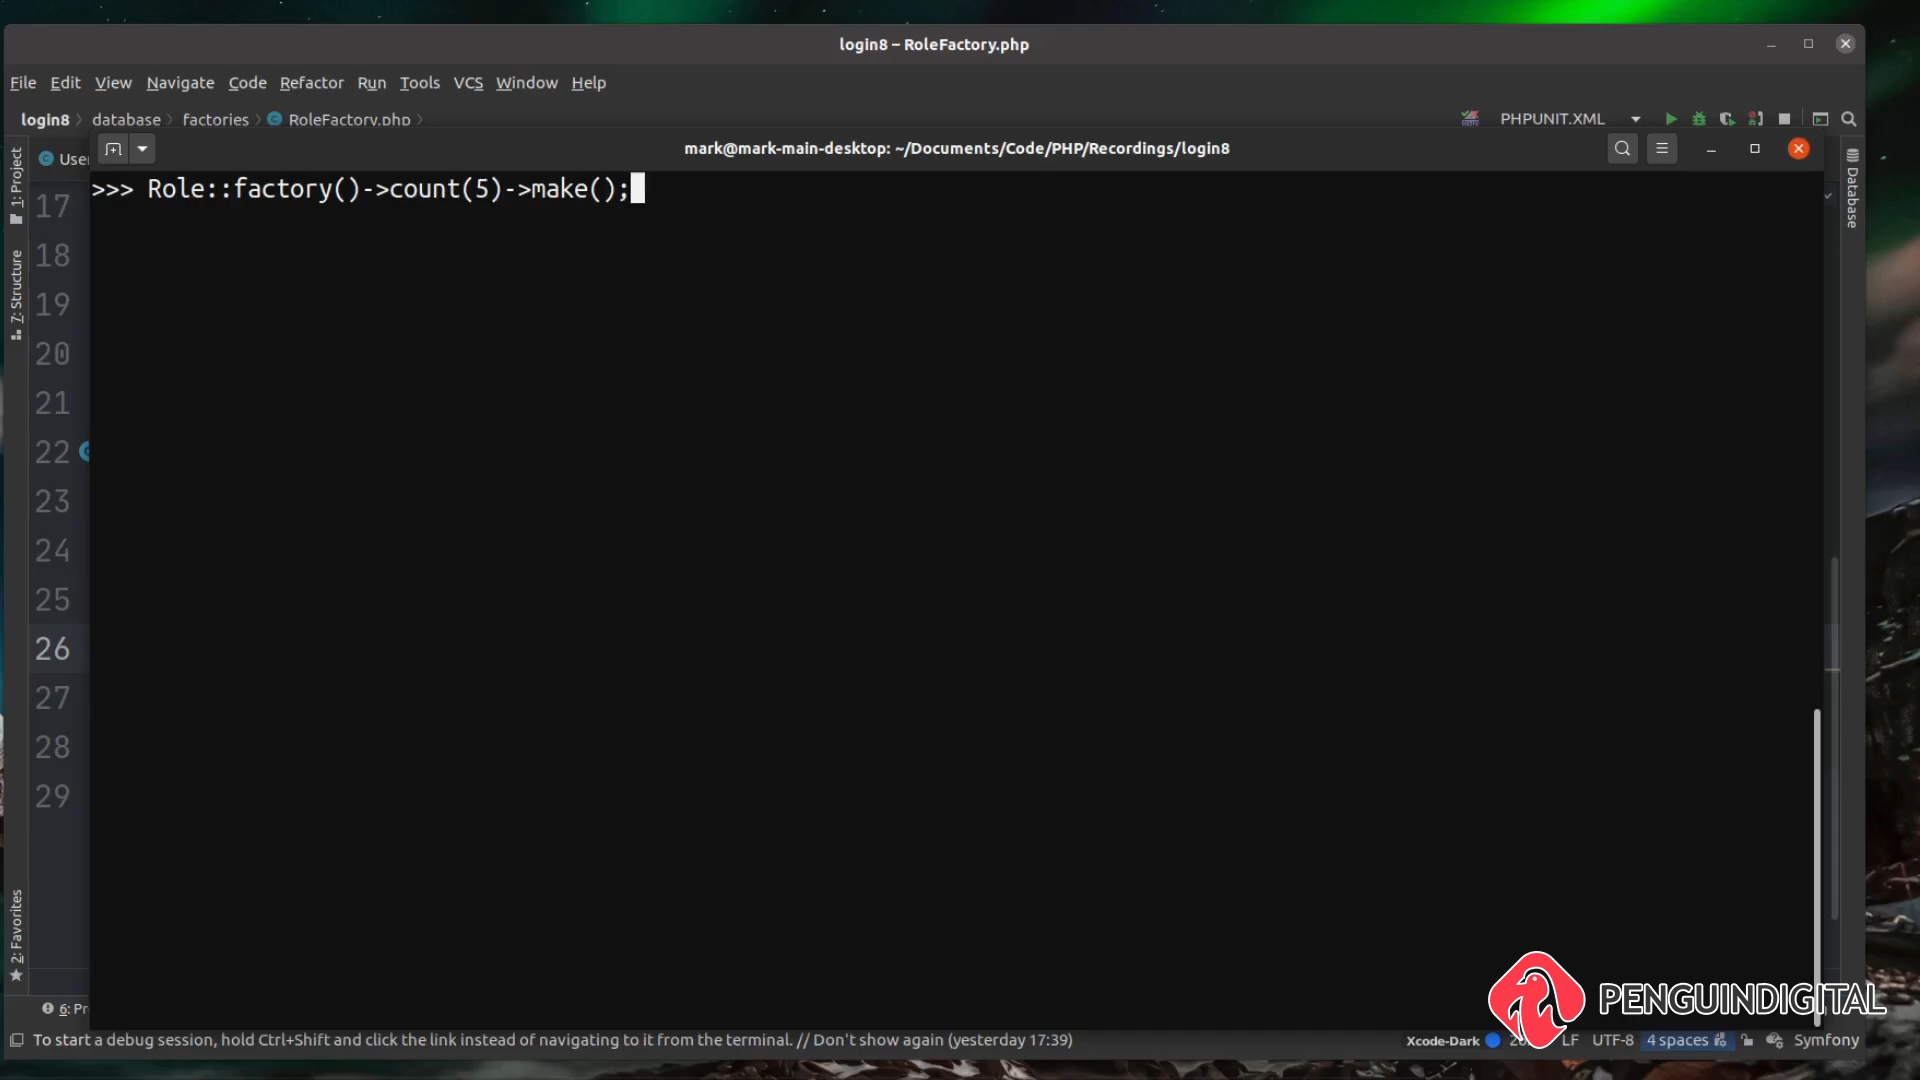 login8 – RoleFactory.php
File Edit View Navigate Code Refactor Run Tools VCS Window Help
login8 database factories RoleFactory.php PHPUNIT.XML
User
mark@mark-main-desktop: ~/Documents/Code/PHP/Recordings/login8
>>> Role::factory()->count(5)->make();
1: Project
7: Structure
2: Favorites
Database
17
18
19
20
21
22
23
24
25
26
27
28
29
6: Pr
PENGUINDIGITAL
To start a debug session, hold Ctrl+Shift and click the link instead of navigating to it from the terminal. // Don't show again (yesterday 17:39)
Xcode-Dark LF UTF-8 4 spaces Symfony